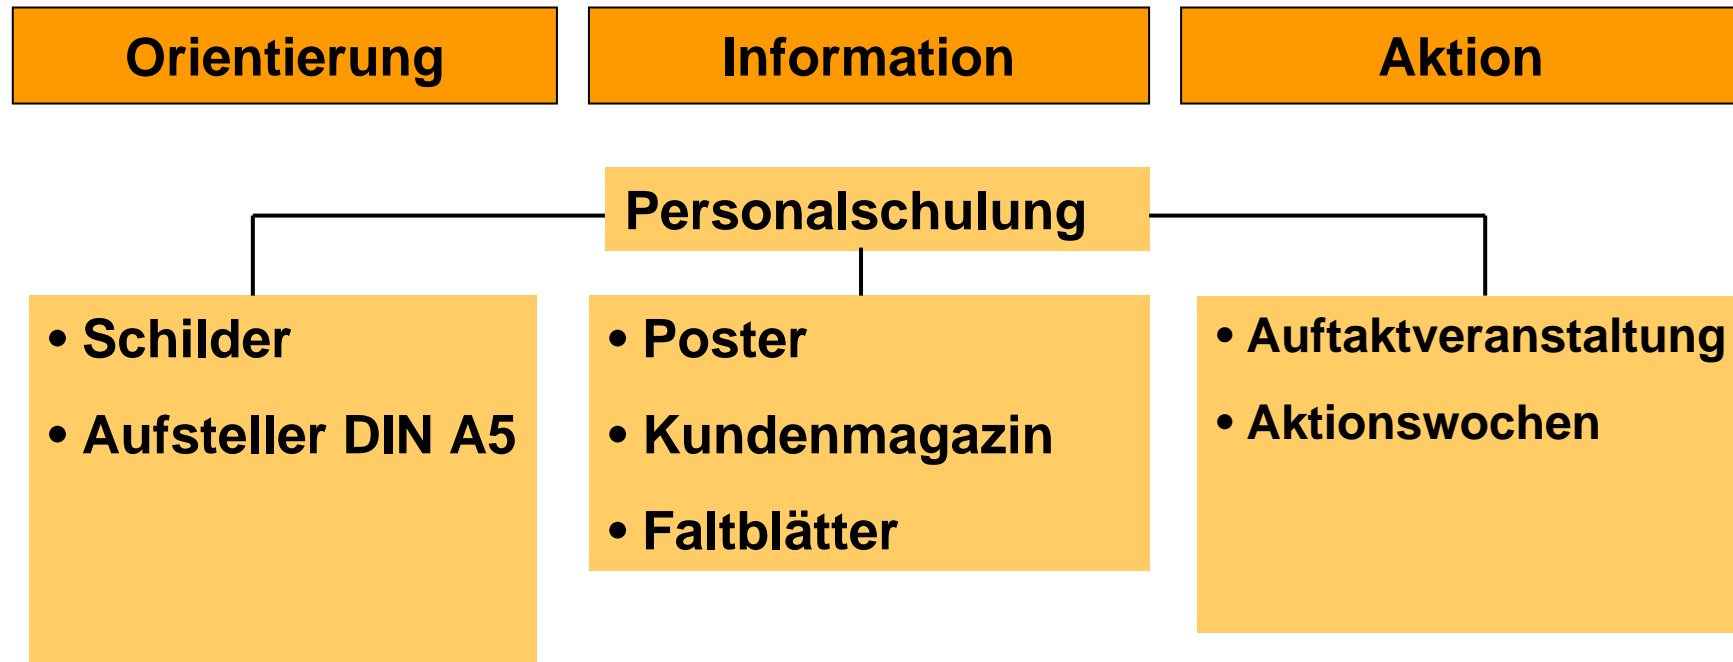 Orientierung
Information
Aktion
Personalschulung
• Schilder
• Aufsteller DIN A5
• Poster
• Kundenmagazin
• Faltblätter
• Auftaktveranstaltung
• Aktionswochen